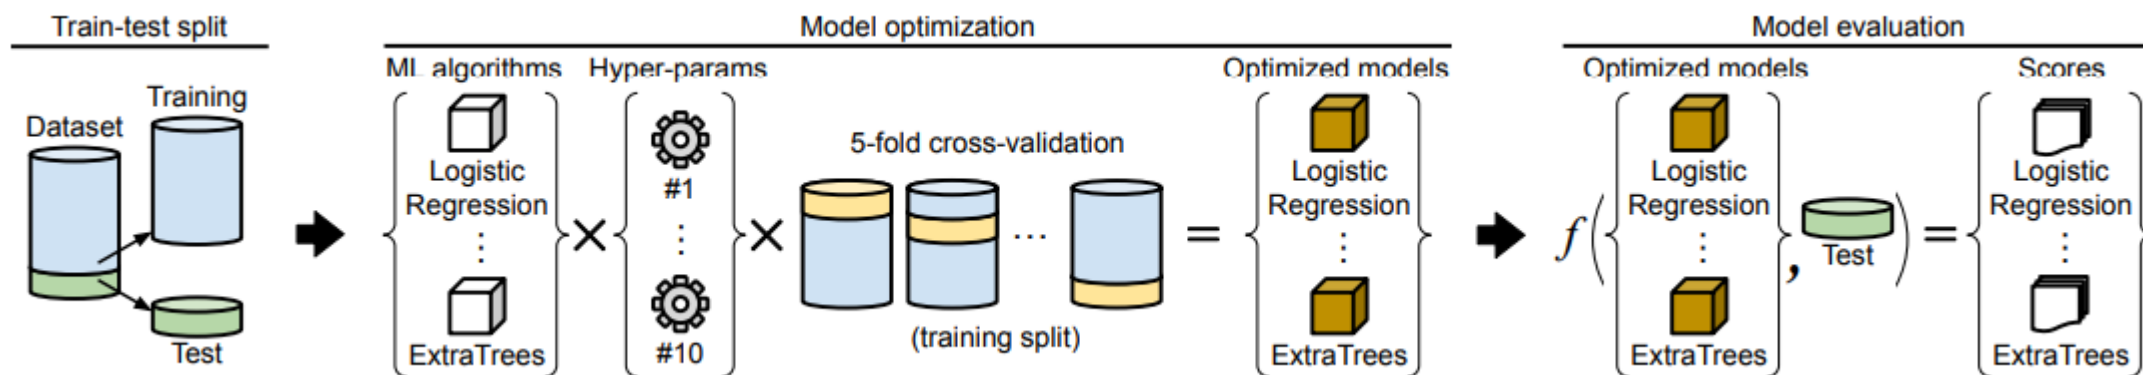 Train-test split
Dataset
Training
Test
Model optimization
ML algorithms
Logistic
Regression
⋮
ExtraTrees
×
Hyper-params
#1
⋮
#10
×
5-fold cross-validation
...
(training split)
=
Optimized models
Logistic
Regression
⋮
ExtraTrees
Model evaluation
f(
Optimized models
Logistic
Regression
⋮
ExtraTrees
,
Test
)
=
Scores
Logistic
Regression
⋮
ExtraTrees